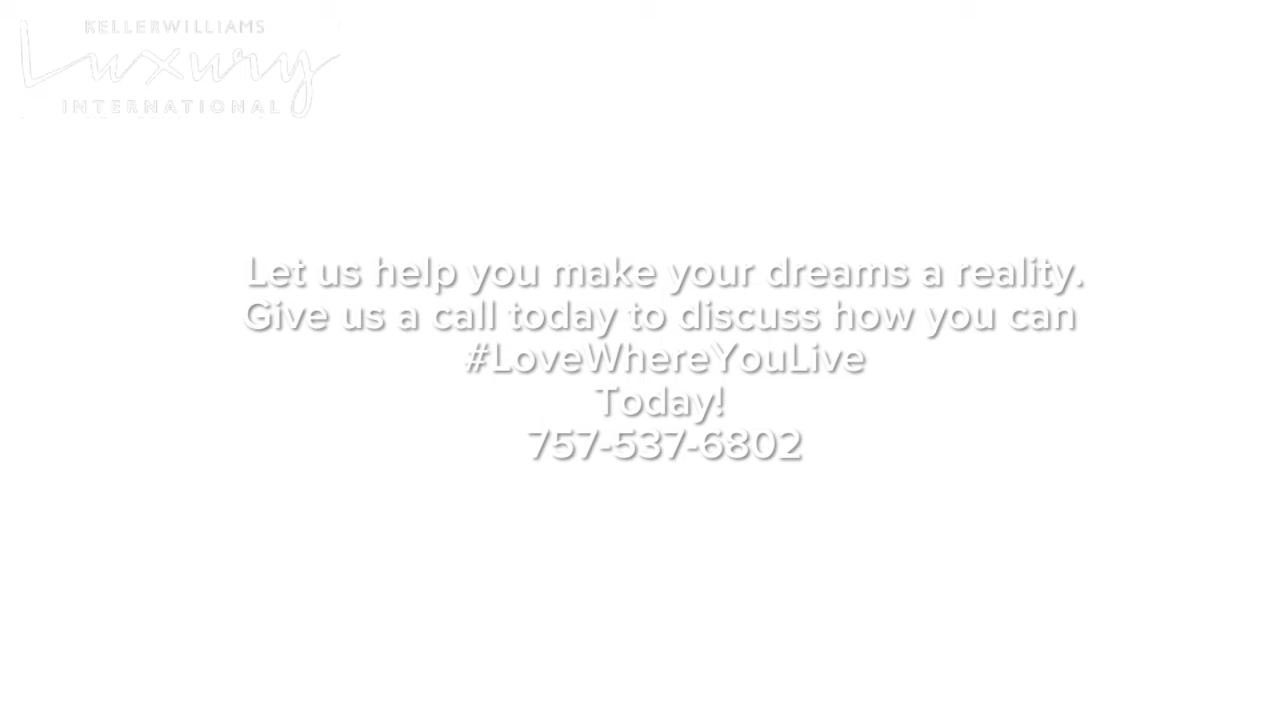 KELLERWILLIAMS
Luxury
INTERNATIONAL
Let us help you make your dreams a reality.
Give us a call today to discuss how you can
#LoveWhereYouLive
Today!
757-537-6802